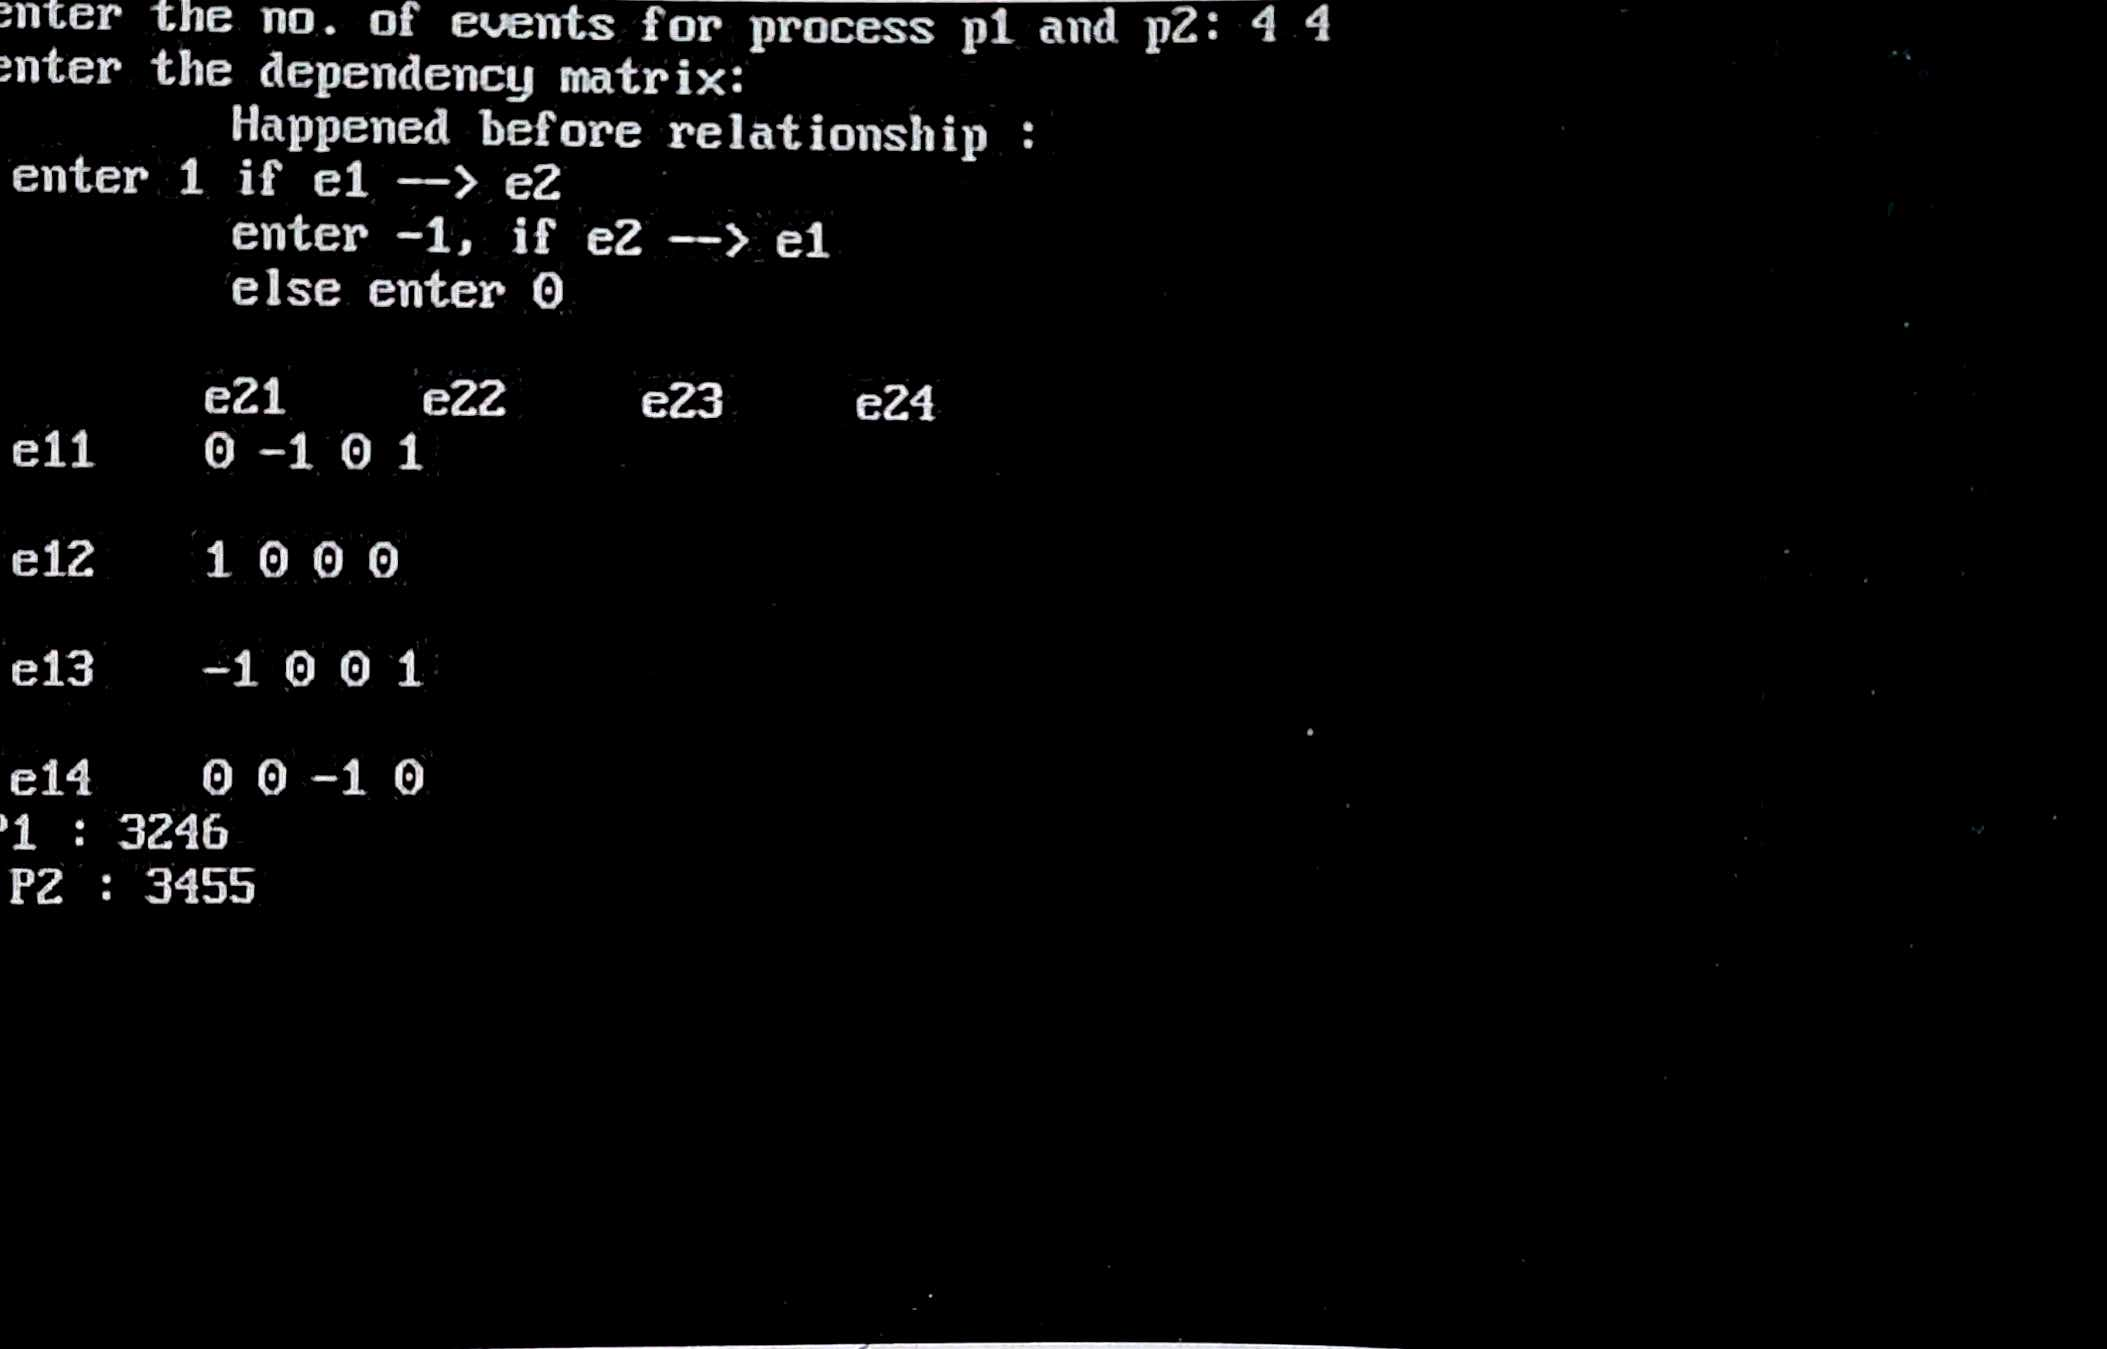 enter the no. of events for process p1 and p2: 4 4
enter the dependency matrix:
Happened before relationship :
enter 1 if e1 --> e2
enter -1, if e2 --> e1
else enter 0
e21 e22 e23 e24
e11 0 -1 0 1
e12 1 0 0 0
e13 -1 0 0 1
e14 0 0 -1 0
P1 : 3246
P2 : 3455